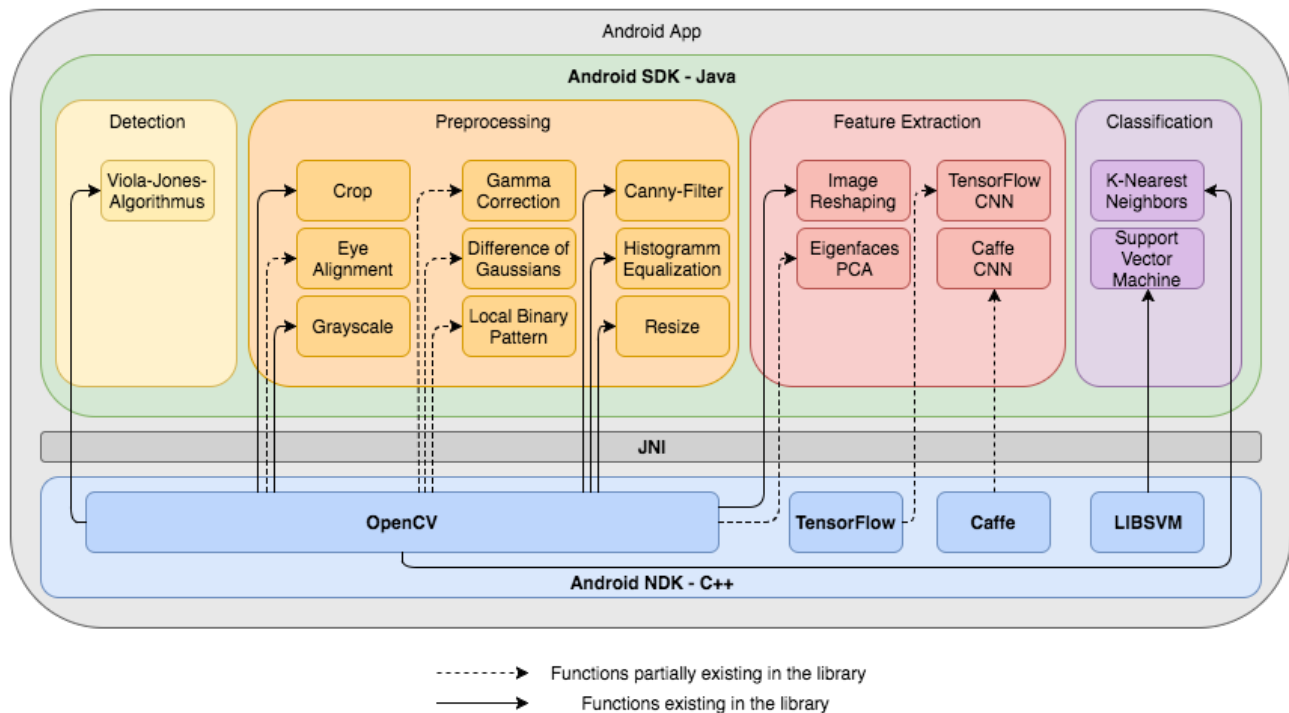 Android App
Android SDK - Java
Detection
Viola-Jones-
Algorithmus
Preprocessing
Crop
Eye
Alignment
Grayscale
Gamma
Correction
Difference of
Gaussians
Local Binary
Pattern
Canny-Filter
Histogramm
Equalization
Resize
Feature Extraction
Image
Reshaping
Eigenfaces
PCA
TensorFlow
CNN
Caffe
CNN
Classification
K-Nearest
Neighbors
Support
Vector
Machine
JNI
OpenCV
TensorFlow
Caffe
LIBSVM
Android NDK - C++
Functions partially existing in the library
Functions existing in the library